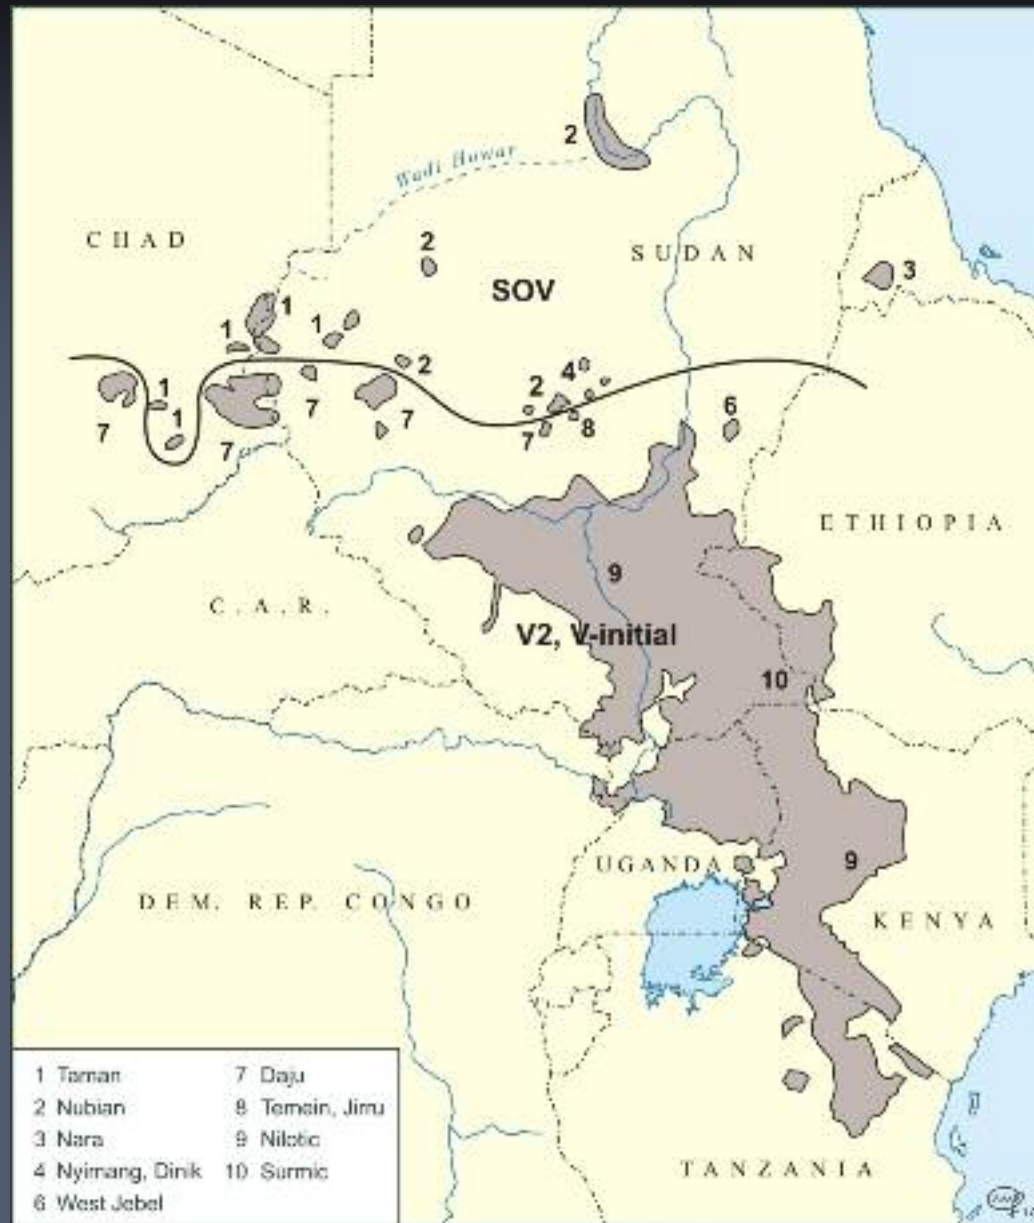 2
Wadi Howar
CHAD
2
SUDAN
3
SOV
1
1
1
2
4
1
2
7
1
7
7
6
7
7
8
ETHIOPIA
9
C.A.R.
V2, V-initial
10
UGANDA
9
DEM. REP. CONGO
KENYA
1 Taman
2 Nubian
3 Nara
4 Nyimang, Dinik
6 West Jebel
7 Daju
8 Temein, Jirru
9 Nilotic
10 Surmic
TANZANIA